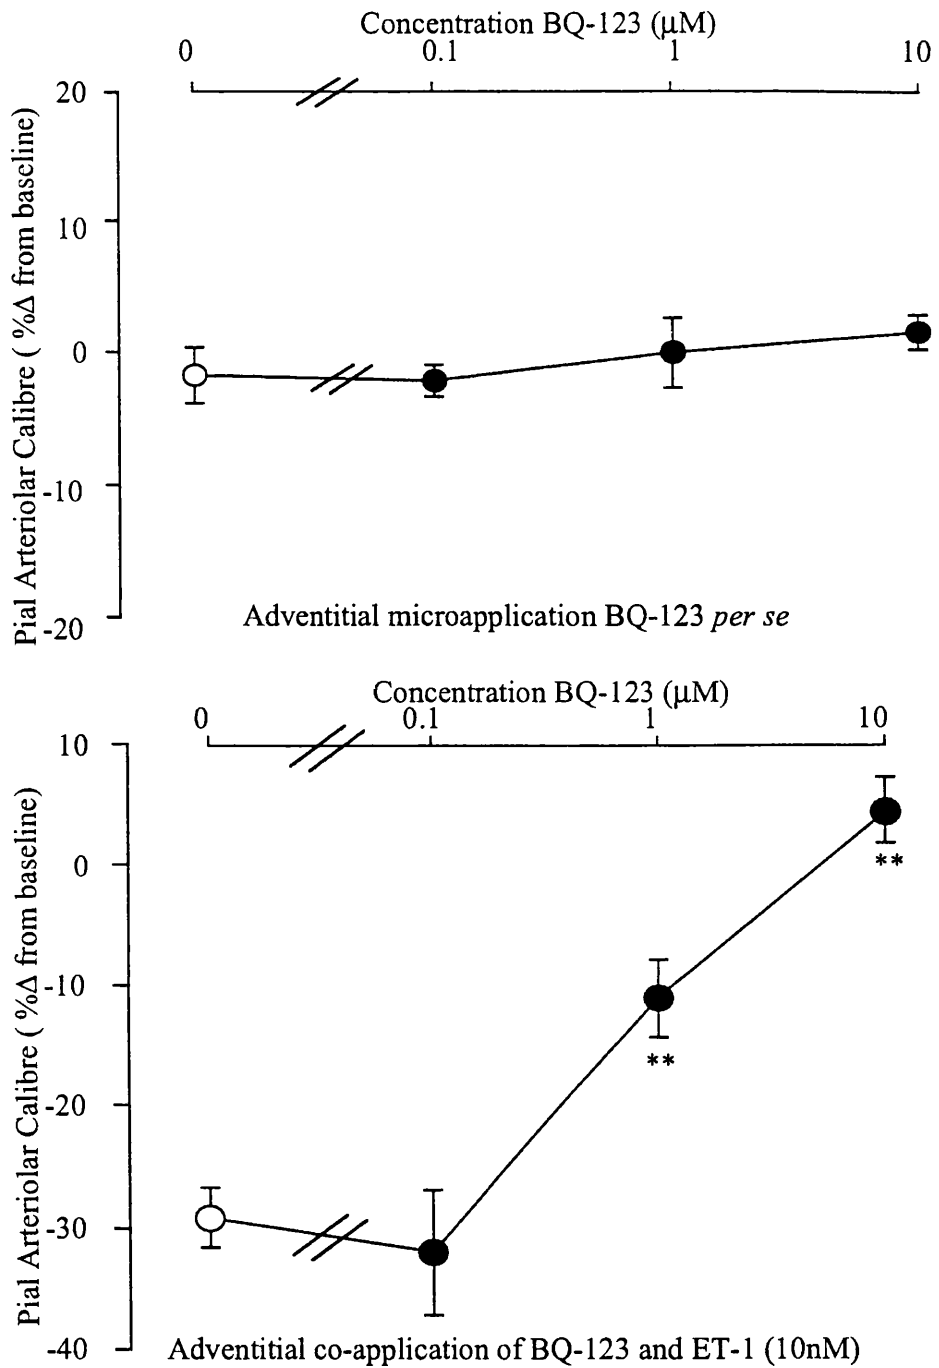 Concentration BQ-123 (μM)
0 0.1 1 10
20
10
0
-10
-20
Pial Arteriolar Calibre ( %Δ from baseline)
Adventitial microapplication BQ-123 per se
Concentration BQ-123 (μM)
0 0.1 1 10
10
0
-10
-20
-30
-40
Pial Arteriolar Calibre ( %Δ from baseline)
**
**
Adventitial co-application of BQ-123 and ET-1 (10nM)